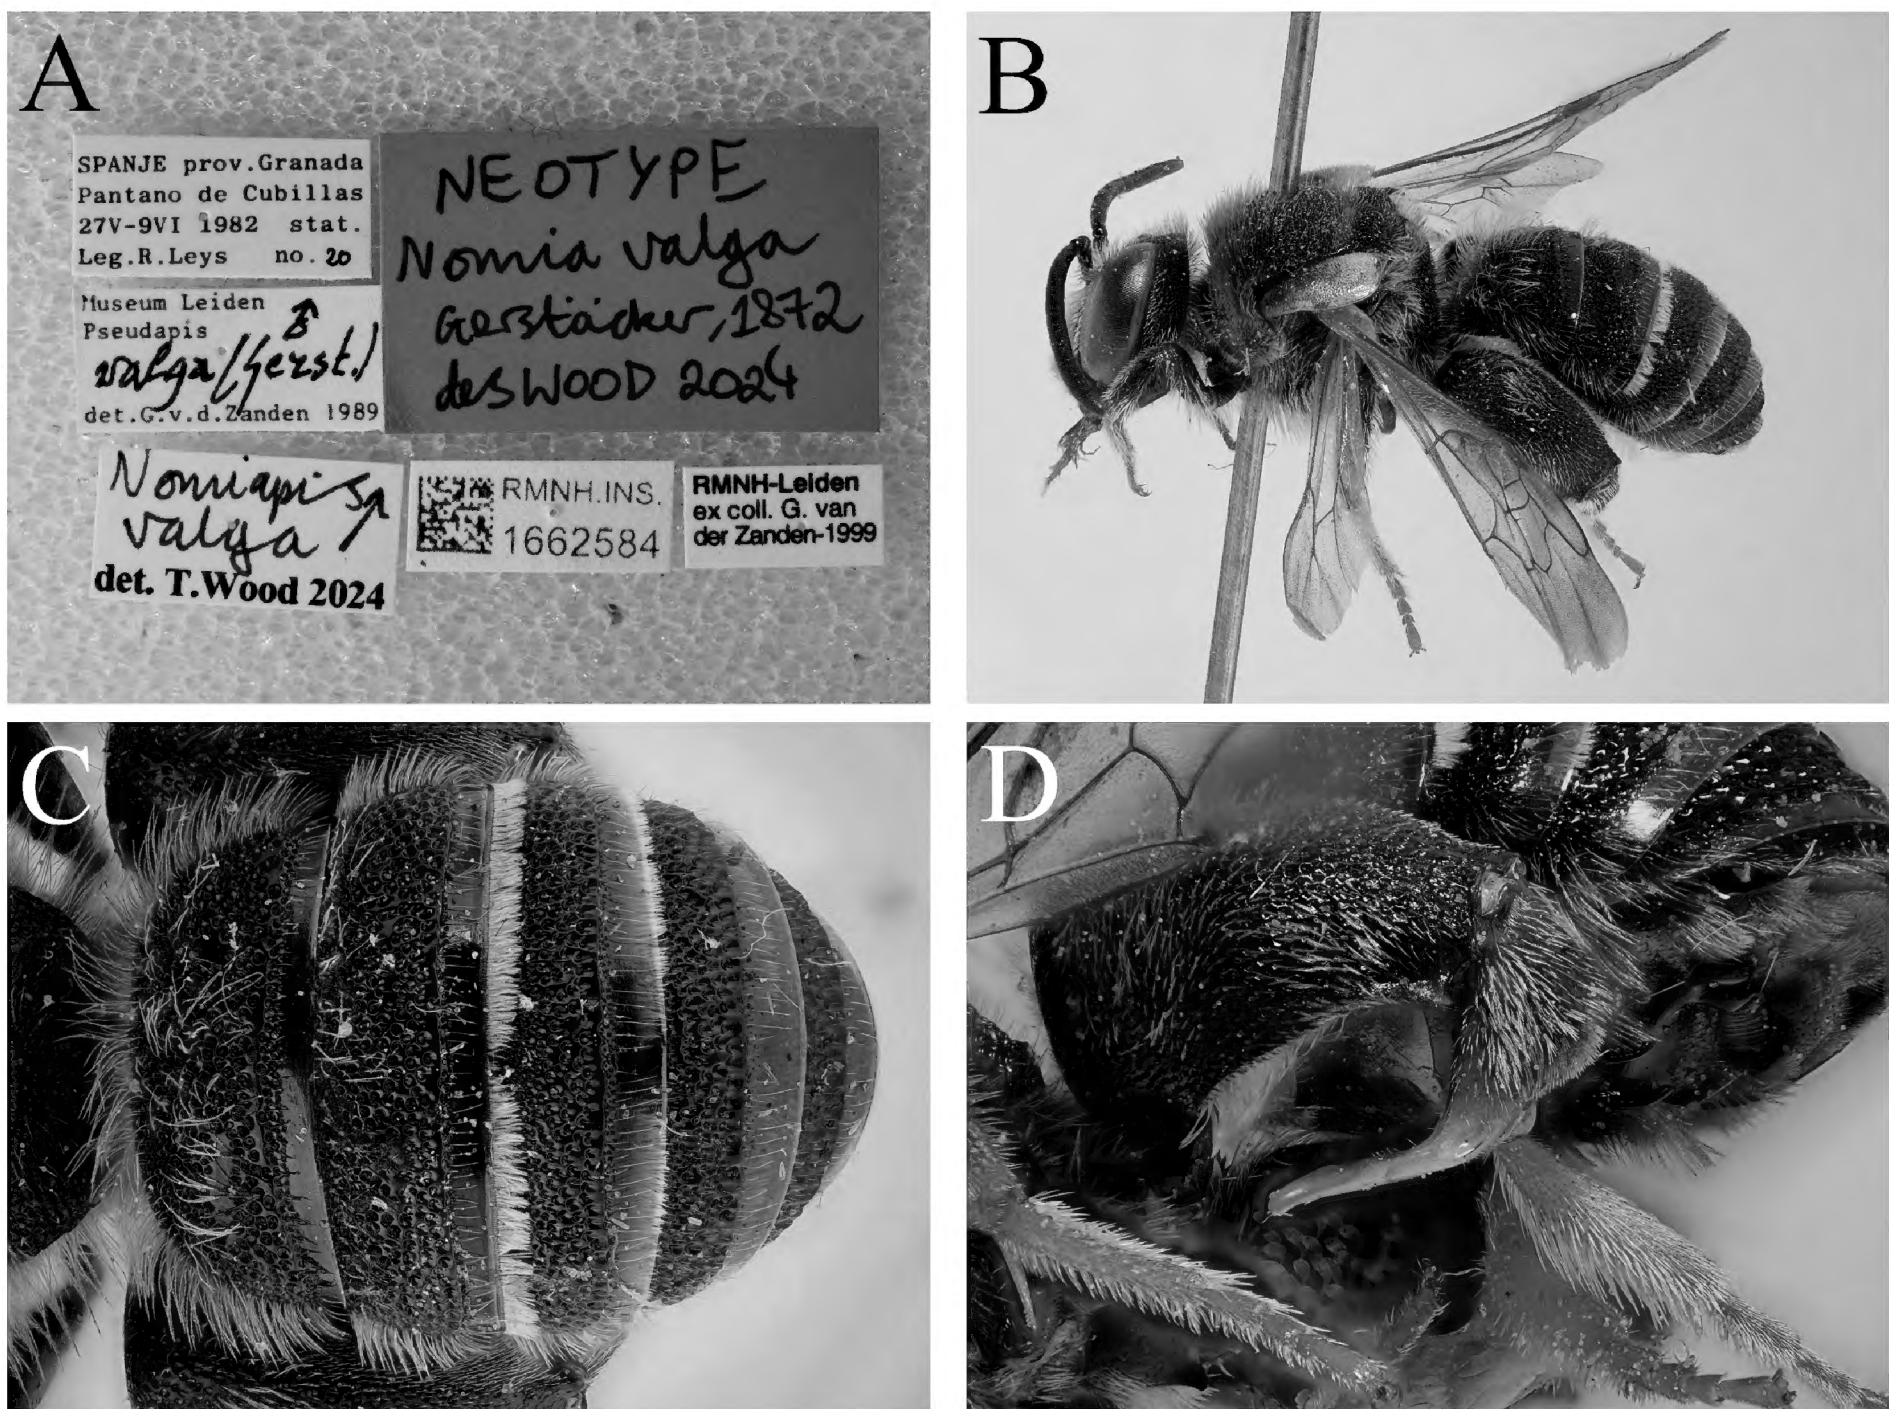 A
SPANJE prov.Granada
Pantano de Cubillas
27V-9VI 1982 stat.
Leg.R.Leys no. 20
Museum Leiden
Pseudapis ♂
valga (Gerst.)
det.G.v.d.Zanden 1989
NEOTYPE
Nomia valga
Gerstäcker, 1872
des WOOD 2024
Nomiapis
valga ♂
det. T.Wood 2024
RMNH.INS.
1662584
RMNH-Leiden
ex coll. G. van
der Zanden-1999
B
C
D